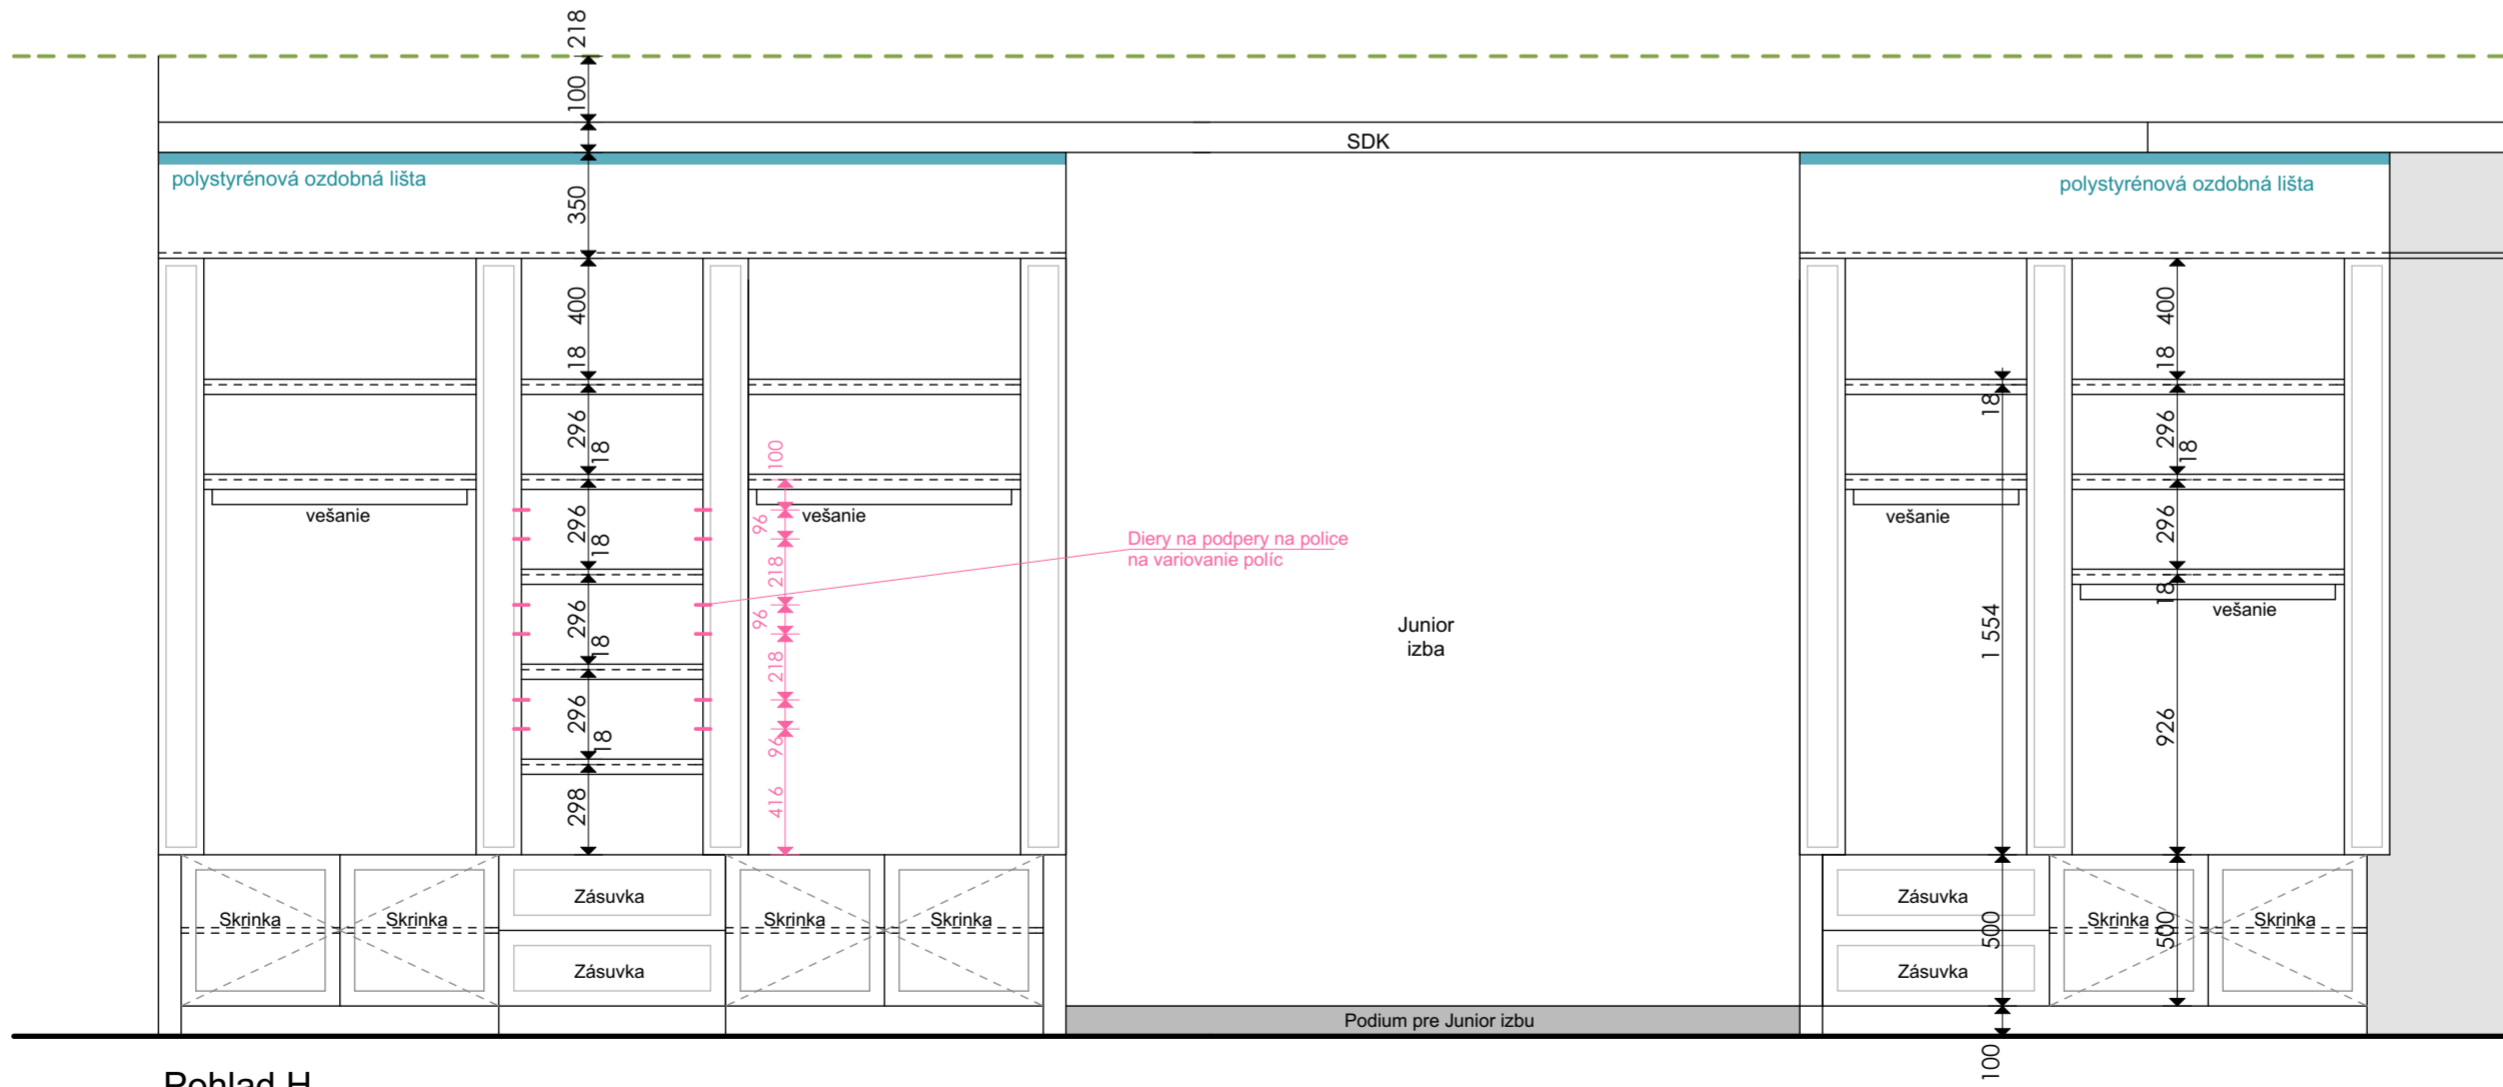 218
100
SDK
polystyrénová ozdobná lišta
polystyrénová ozdobná lišta
350
400
400
18
18
18
296
18
296
18
100
vešanie
96
vešanie
vešanie
296
18
296
Diery na podpery na police
na variovanie políc
218
18
vešanie
96
296
18
1 554
Junior
izba
218
296
18
926
96
298
416
Skrinka
Skrinka
Zásuvka
Skrinka
Skrinka
Zásuvka
500
Skrinka
500
Skrinka
Zásuvka
Zásuvka
Podium pre Junior izbu
100
Pohlad H